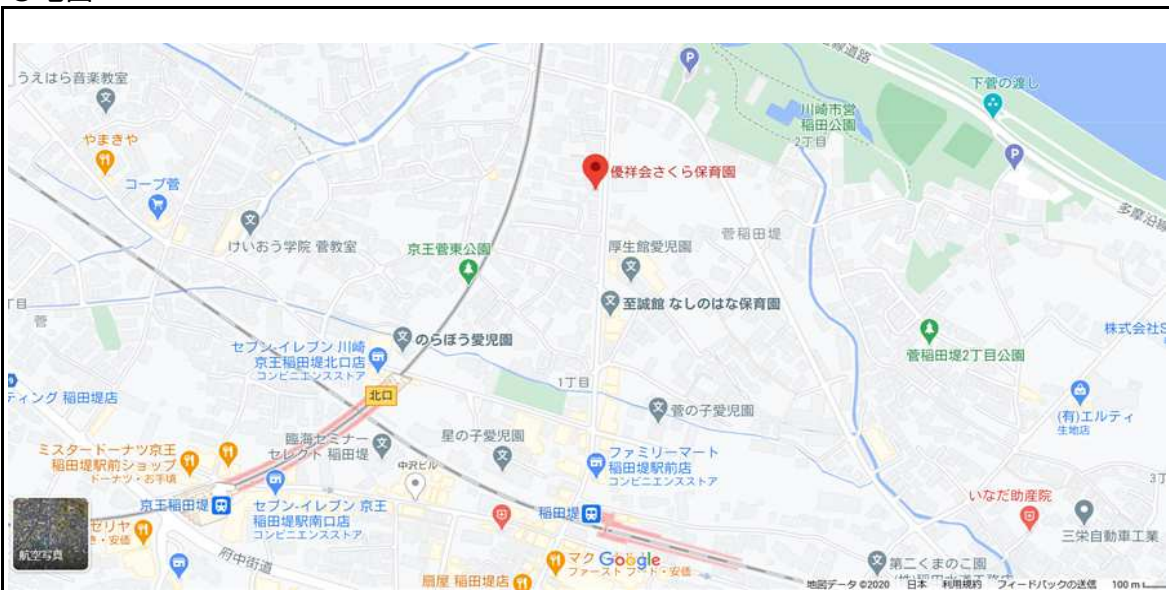 うえはら音楽教室
やまきや
コープ菅
けいおう学院 菅教室
京王菅東公園
優祥会さくら保育園
川崎市営
稲田公園
2丁目
下菅の渡し
P
P
多摩沿線
菅稲田堤
厚生館愛児園
至誠館 なしのはな保育園
菅稲田堤2丁目公園
株式会社S
丁目
菅
のらぼう愛児園
セブン-イレブン 川崎
京王稲田堤北口店
コンビニエンスストア
北口
1丁目
菅の子愛児園
(有)エルティ
生地店
ティング 稲田堤店
ミスタードーナツ京王
稲田堤駅前ショップ
ドーナツ・お手頃
臨海セミナー
セレクト 稲田堤
星の子愛児園
中沢ビル
ファミリーマート
稲田堤駅前店
コンビニエンスストア
3丁
いなだ助産院
三栄自動車工業
京王稲田堤
セブン-イレブン 京王
稲田堤駅南口店
コンビニエンスストア
稲田堤
航空写真
ゼリヤ
き・安価
府中街道
マク
Google
ファースト フード・安価
扇屋 稲田堤店
第二くまのこ園
地図データ ©2020 日本 利用規約 フィードバックの送信 100 m